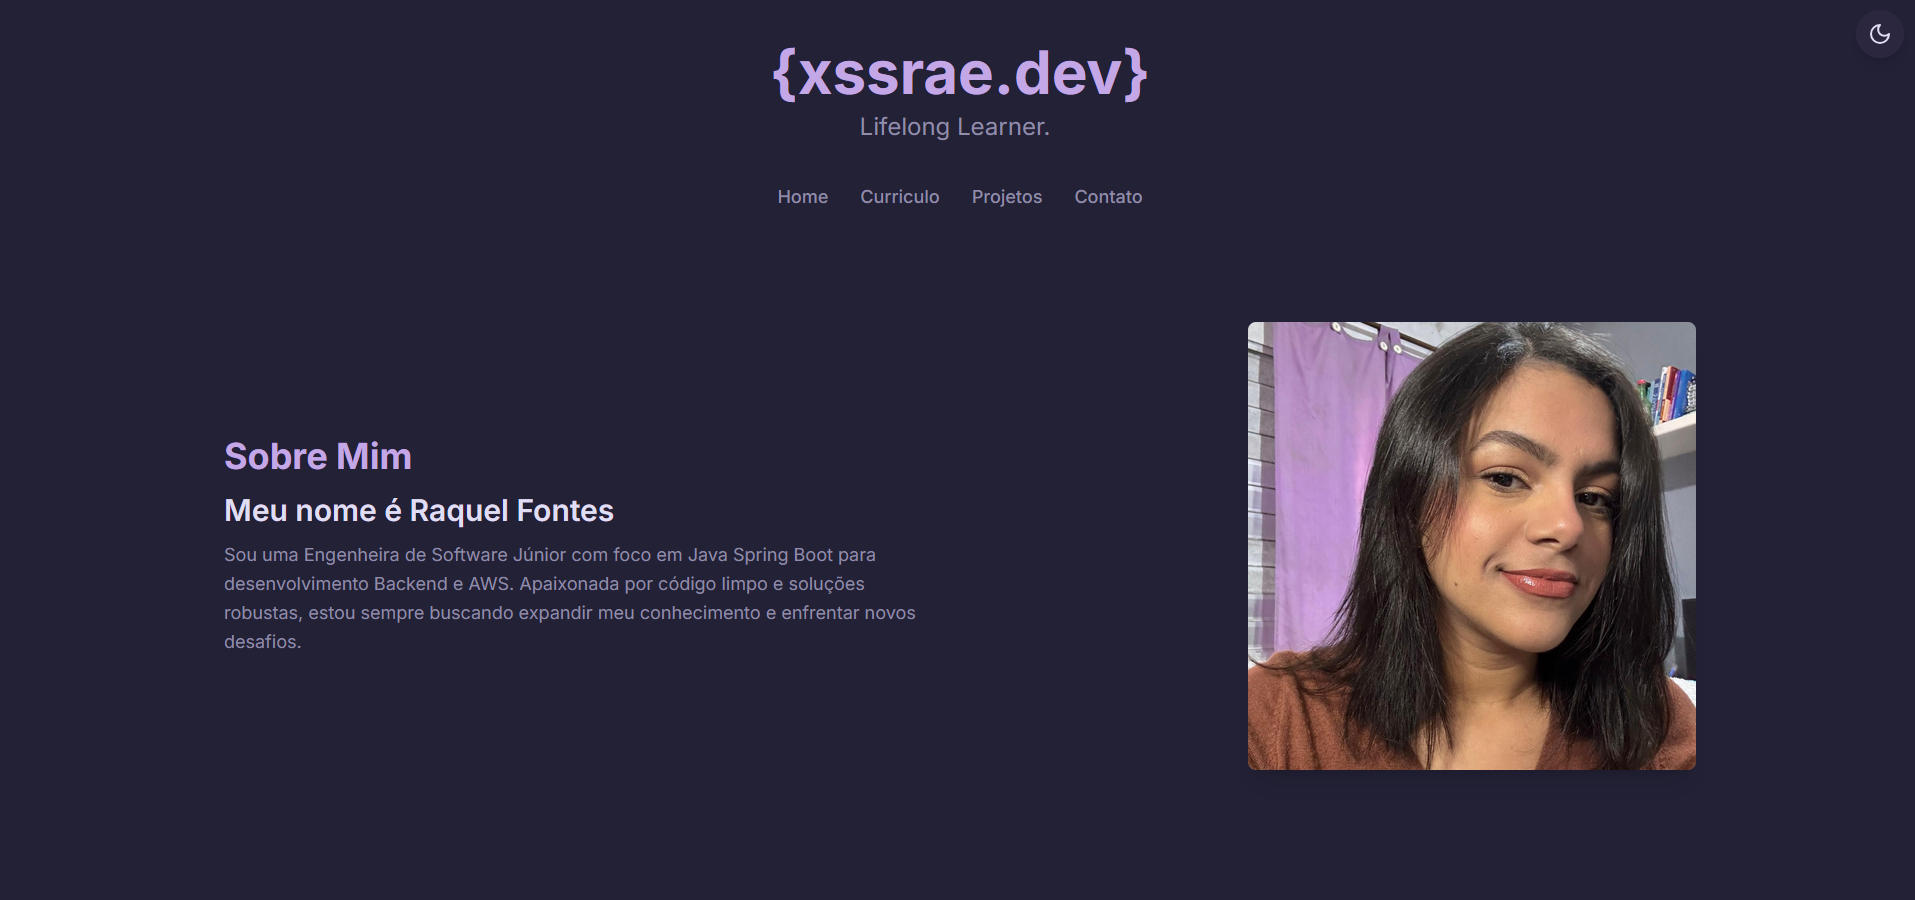 {xssrae.dev}
Lifelong Learner.
Home Curriculo Projetos Contato
Sobre Mim
Meu nome é Raquel Fontes
Sou uma Engenheira de Software Júnior com foco em Java Spring Boot para
desenvolvimento Backend e AWS. Apaixonada por código limpo e soluções
robustas, estou sempre buscando expandir meu conhecimento e enfrentar novos
desafios.